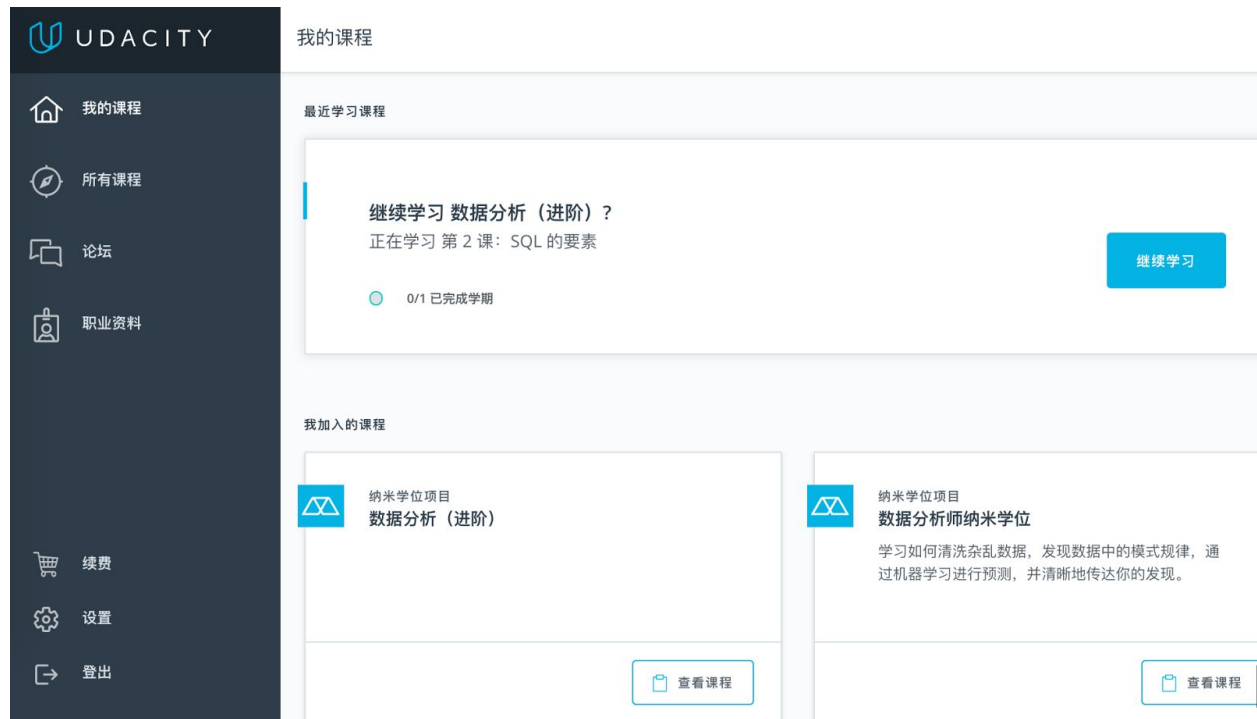 UDACITY
我的课程
我的课程
所有课程
论坛
职业资料
续费
设置
登出
最近学习课程
继续学习 数据分析（进阶）?
正在学习 第 2 课：SQL 的要素
0/1 已完成学期
继续学习
我加入的课程
纳米学位项目
数据分析（进阶）
查看课程
纳米学位项目
数据分析师纳米学位
学习如何清洗杂乱数据，发现数据中的模式规律，通
过机器学习进行预测，并清晰地传达你的发现。
查看课程